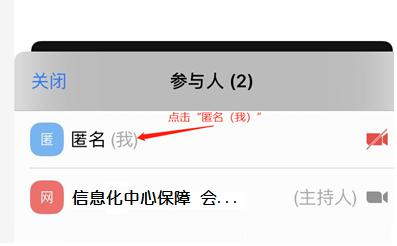 关闭
参与人 (2)
点击“匿名（我）”
匿
匿名 (我)
网
信息化中心保障 会...
(主持人)